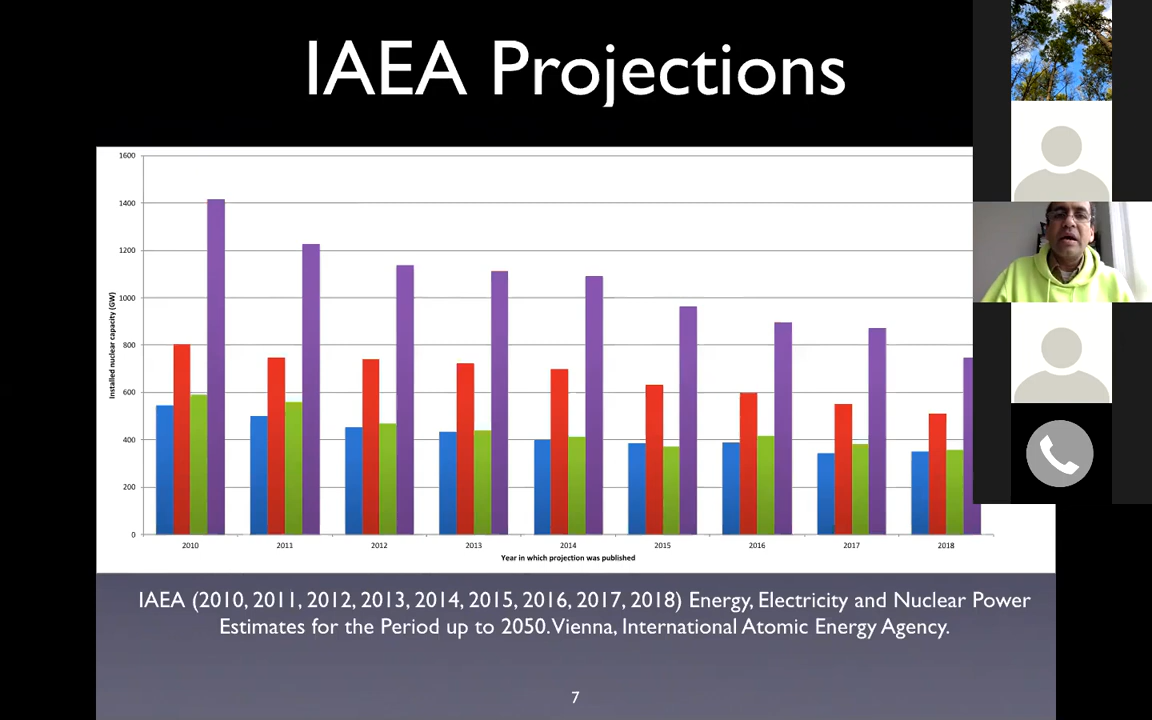 IAEA Projections
1600
1400
1200
1000
800
600
400
200
0
Installed nuclear capacity (GW)
2010 2011 2012 2013 2014 2015 2016 2017 2018
Year in which projection was published
IAEA (2010, 2011, 2012, 2013, 2014, 2015, 2016, 2017, 2018) Energy, Electricity and Nuclear Power
Estimates for the Period up to 2050. Vienna, International Atomic Energy Agency.
7